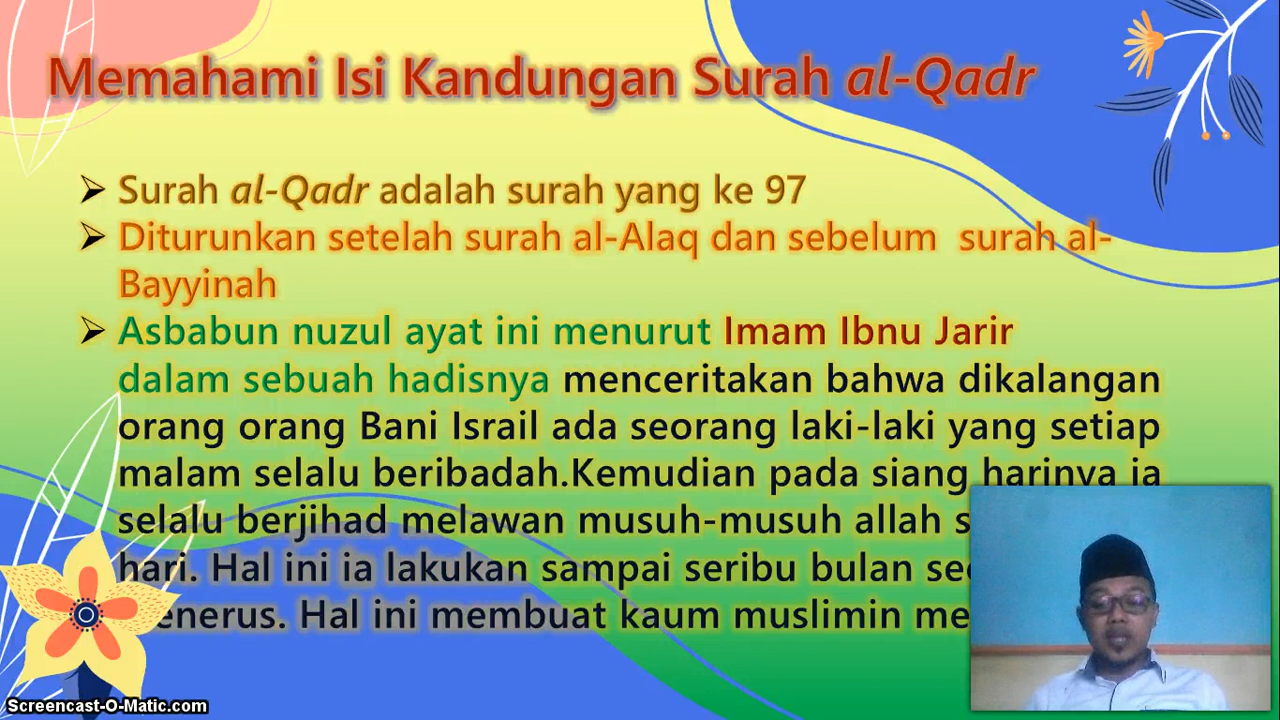 Memahami Isi Kandungan Surah al-Qadr
Surah al-Qadr adalah surah yang ke 97
Diturunkan setelah surah al-Alaq dan sebelum surah al-
Bayyinah
Asbabun nuzul ayat ini menurut Imam Ibnu Jarir
dalam sebuah hadisnya menceritakan bahwa dikalangan
orang orang Bani Israil ada seorang laki-laki yang setiap
malam selalu beribadah.Kemudian pada siang harinya ia
selalu berjihad melawan musuh-musuh allah
hari. Hal ini ia lakukan sampai seribu bulan
Hal ini membuat kaum muslimin
Screencast-O-Matic.com